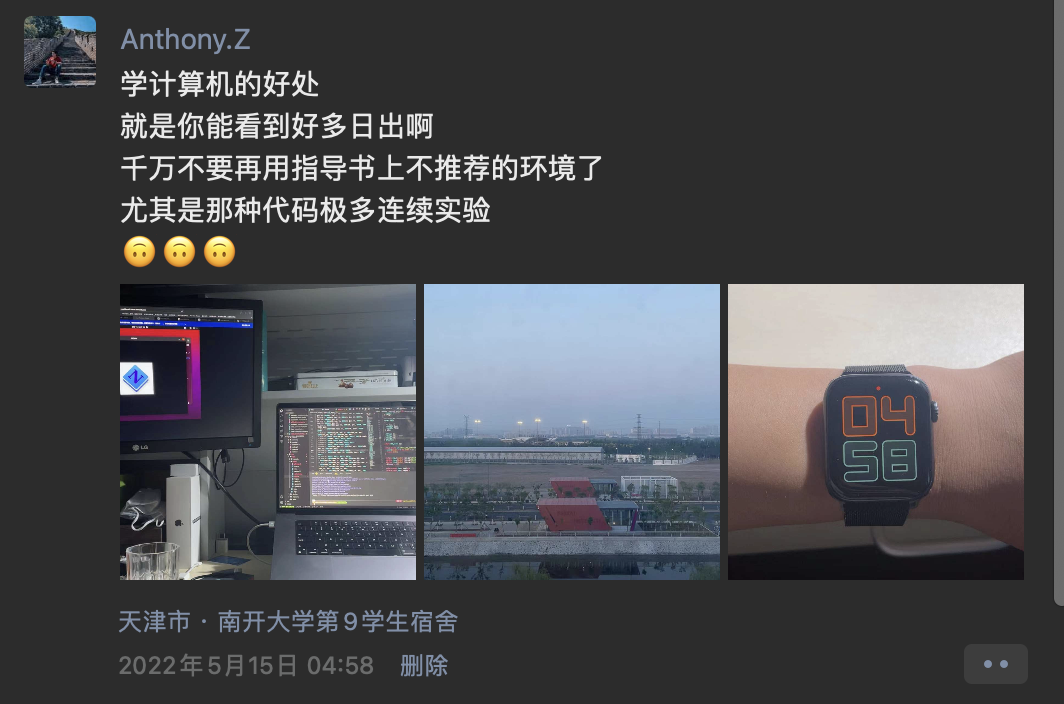 Anthony.Z
学计算机的好处
就是你能看到好多日出啊
千万不要再用指导书上不推荐的环境了
尤其是那种代码极多连续实验
🙃🙃🙃
LG
04
58
天津市 · 南开大学第9学生宿舍
2022年5月15日 04:58 删除